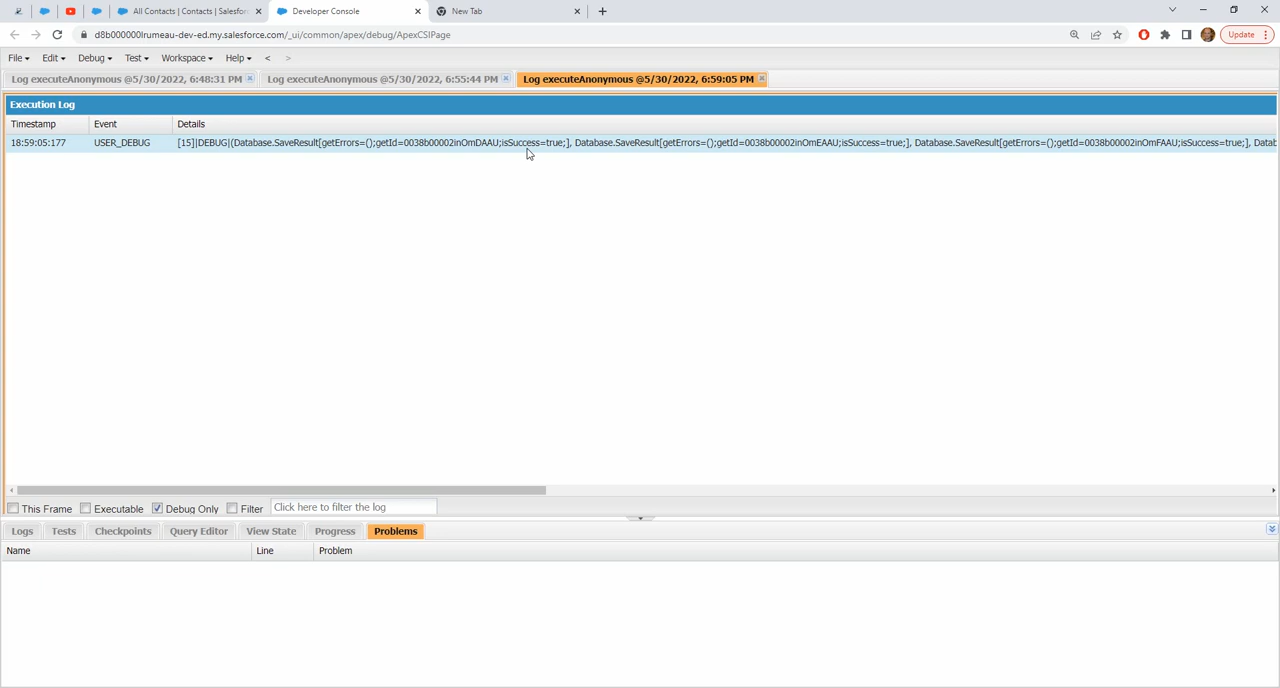 All Contacts | Contacts | Salesforc
Developer Console
New Tab
d8b000000lrumeau-dev-ed.my.salesforce.com/_ui/common/apex/debug/ApexCSIPage
Update
File Edit Debug Test Workspace Help < >
Log executeAnonymous @5/30/2022, 6:48:31 PM
Log executeAnonymous @5/30/2022, 6:55:44 PM
Log executeAnonymous @5/30/2022, 6:59:05 PM
Execution Log
Timestamp Event Details
18:59:05:177 USER_DEBUG [15]|DEBUG|(Database.SaveResult[getErrors=();getId=0038b00002inOmDAAU;isSuccess=true;], Database.SaveResult[getErrors=();getId=0038b00002inOmEAAU;isSuccess=true;], Database.SaveResult[getErrors=();getId=0038b00002inOmFAAU;isSuccess=true;], Datab
This Frame Executable Debug Only Filter Click here to filter the log
Logs Tests Checkpoints Query Editor View State Progress Problems
Name Line Problem